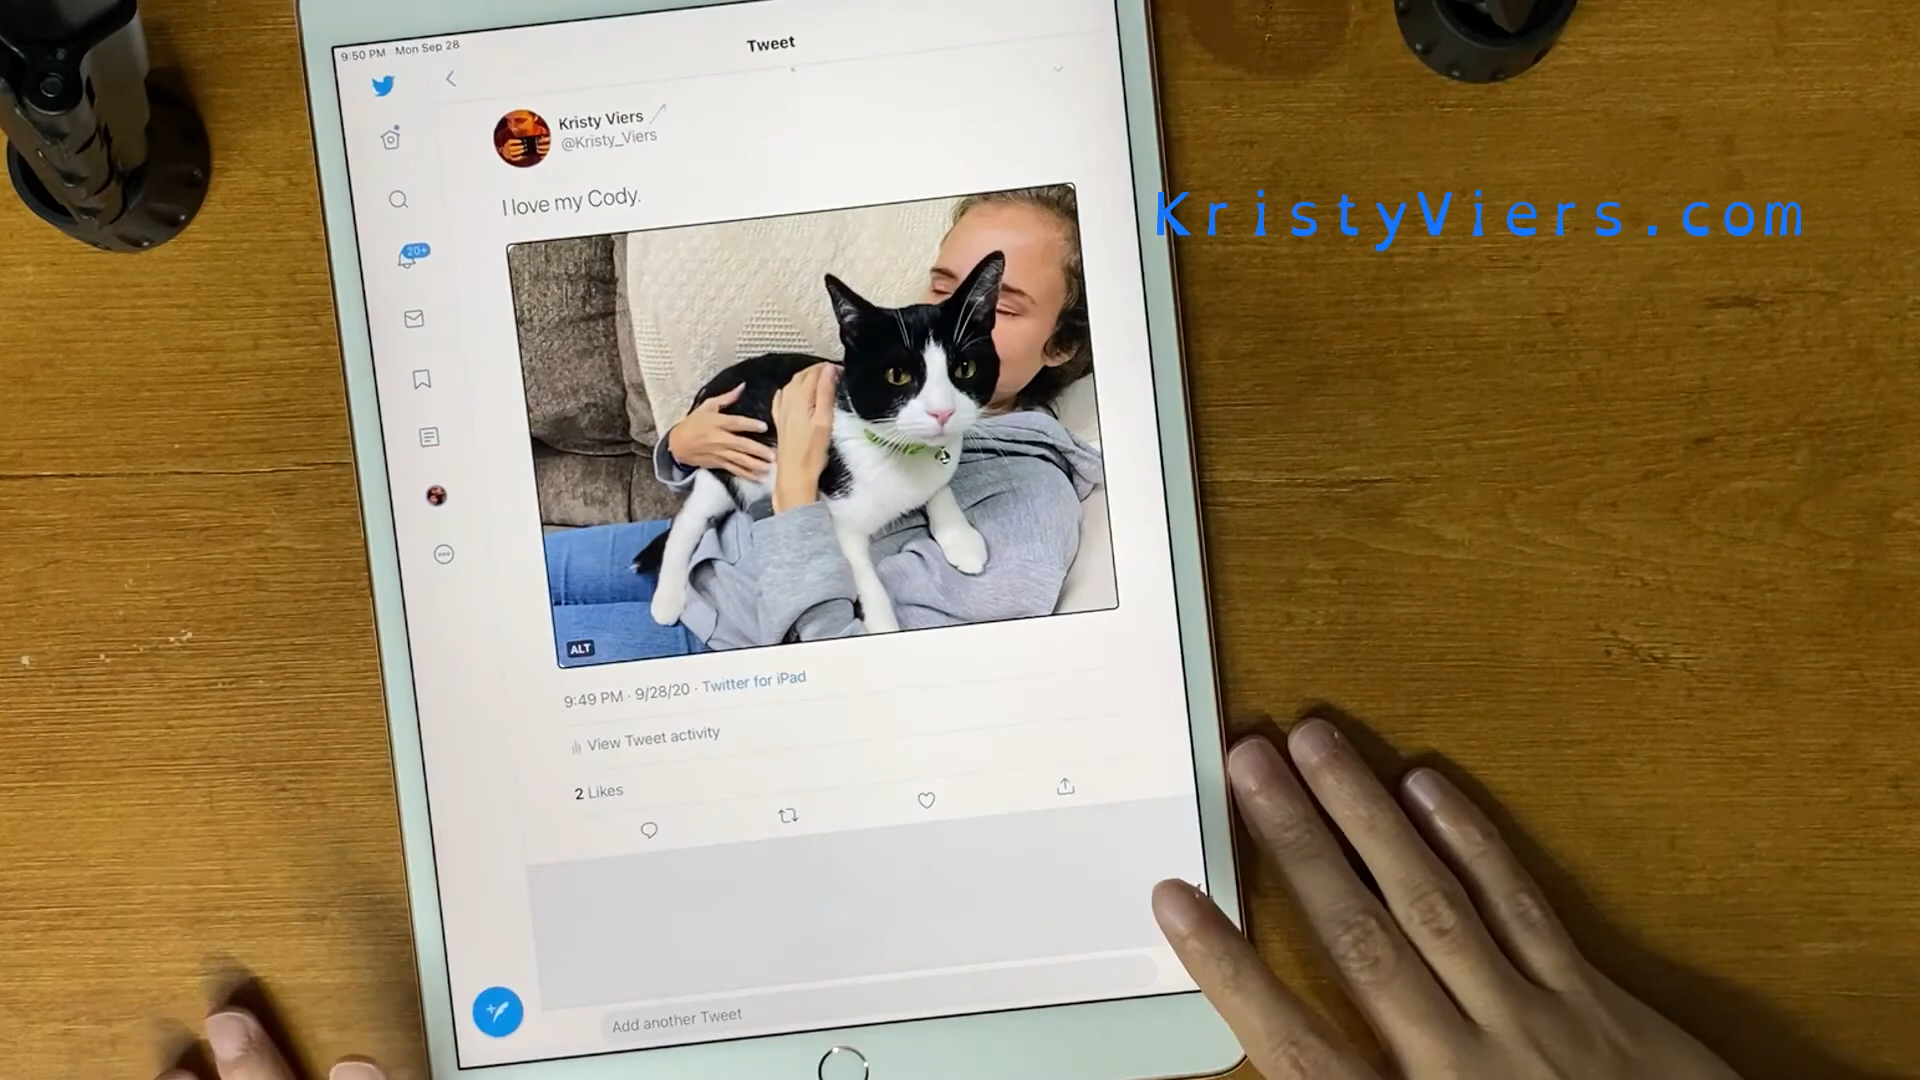 9:50 PM Mon Sep 28
Tweet
Kristy Viers
@Kristy_Viers
I love my Cody.
KristyViers.com
20+
ALT
9:49 PM · 9/28/20 · Twitter for iPad
View Tweet activity
2 Likes
Add another Tweet